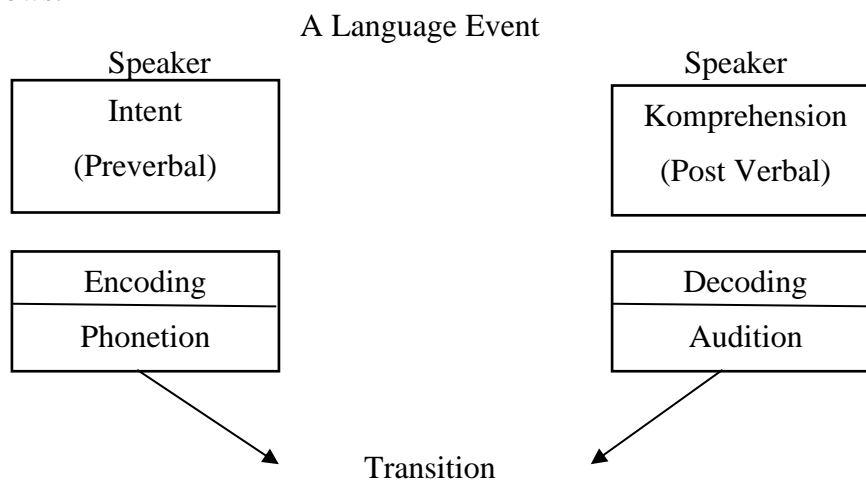 A Language Event
Speaker
Speaker
Intent
(Preverbal)
Komprehension
(Post Verbal)
Encoding
Phonetion
Decoding
Audition
Transition